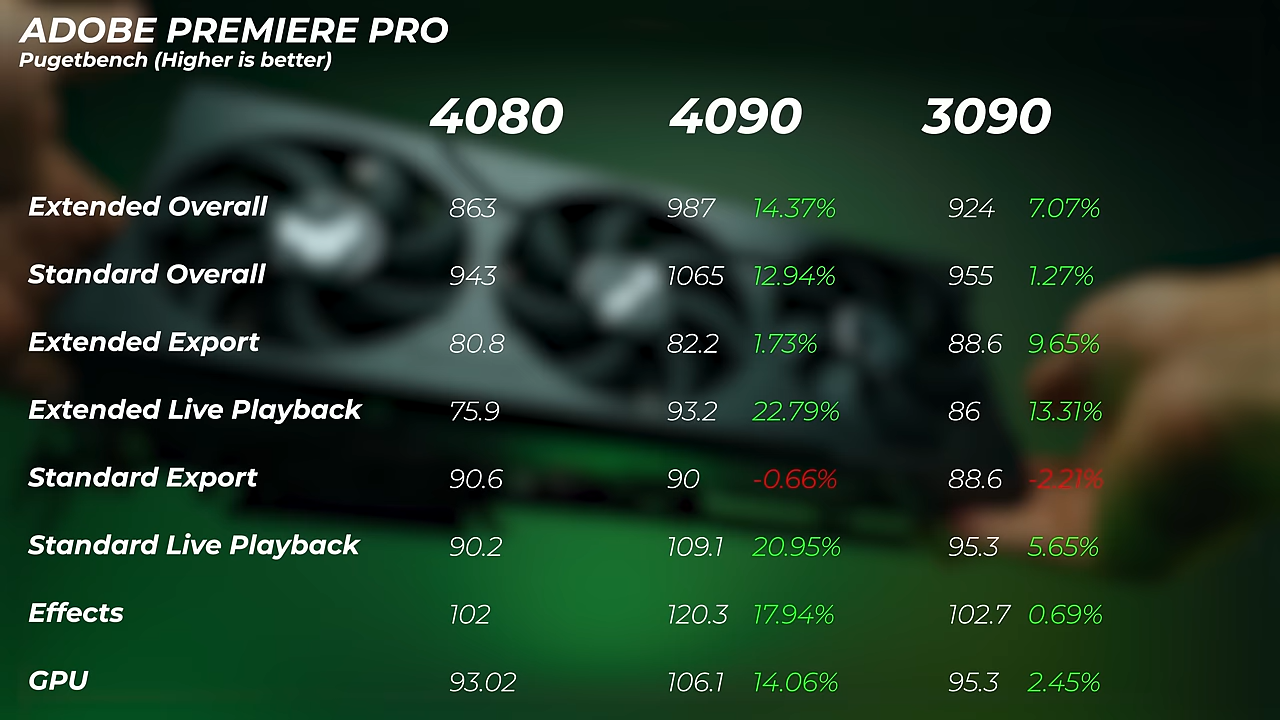 ADOBE PREMIERE PRO
Pugetbench (Higher is better)
4080 4090 3090
Extended Overall 863 987 14.37% 924 7.07%
Standard Overall 943 1065 12.94% 955 1.27%
Extended Export 80.8 82.2 1.73% 88.6 9.65%
Extended Live Playback 75.9 93.2 22.79% 86 13.31%
Standard Export 90.6 90 -0.66% 88.6 -2.21%
Standard Live Playback 90.2 109.1 20.95% 95.3 5.65%
Effects 102 120.3 17.94% 102.7 0.69%
GPU 93.02 106.1 14.06% 95.3 2.45%